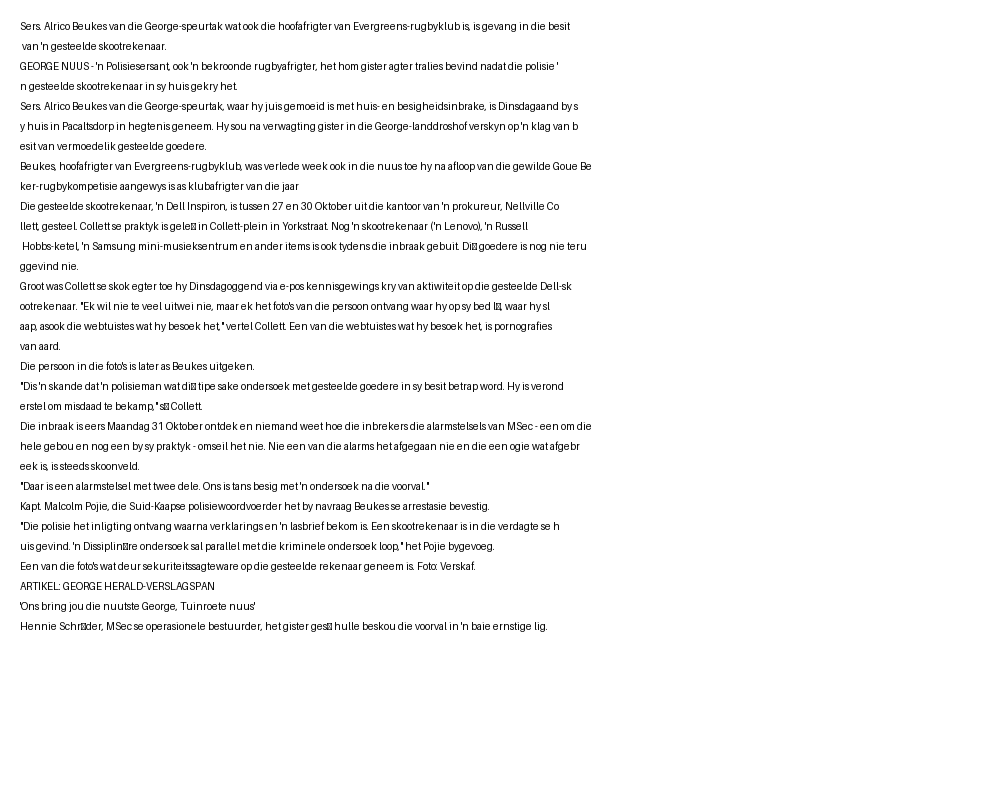 Sers. Alrico Beukes van die George-speurtak wat ook die hoofafrigter van Evergreens-rugbyklub is, is gevang in die besit
van 'n gesteelde skootrekenaar.
GEORGE NUUS - 'n Polisiesersant, ook 'n bekroonde rugbyafrigter, het hom gister agter tralies bevind nadat die polisie '
n gesteelde skootrekenaar in sy huis gekry het.
Sers. Alrico Beukes van die George-speurtak, waar hy juis gemoeid is met huis- en besigheidsinbrake, is Dinsdagaand by s
y huis in Pacaltsdorp in hegtenis geneem. Hy sou na verwagting gister in die George-landdroshof verskyn op 'n klag van b
esit van vermoedelik gesteelde goedere.
Beukes, hoofafrigter van Evergreens-rugbyklub, was verlede week ook in die nuus toe hy na afloop van die gewilde Goue Be
ker-rugbykompetisie aangewys is as klubafrigter van die jaar
Die gesteelde skootrekenaar, 'n Dell Inspiron, is tussen 27 en 30 Oktober uit die kantoor van 'n prokureur, Nellville Co
llett, gesteel. Collett se praktyk is gele□ in Collett-plein in Yorkstraat. Nog 'n skootrekenaar ('n Lenovo), 'n Russell
Hobbs-ketel, 'n Samsung mini-musieksentrum en ander items is ook tydens die inbraak gebuit. Di□ goedere is nog nie teru
ggevind nie.
Groot was Collett se skok egter toe hy Dinsdagoggend via e-pos kennisgewings kry van aktiwiteit op die gesteelde Dell-sk
ootrekenaar. "Ek wil nie te veel uitwei nie, maar ek het foto's van die persoon ontvang waar hy op sy bed l□, waar hy sl
aap, asook die webtuistes wat hy besoek het," vertel Collett. Een van die webtuistes wat hy besoek het, is pornografies
van aard.
Die persoon in die foto's is later as Beukes uitgeken.
"Dis 'n skande dat 'n polisieman wat di□ tipe sake ondersoek met gesteelde goedere in sy besit betrap word. Hy is verond
erstel om misdaad te bekamp," s□ Collett.
Die inbraak is eers Maandag 31 Oktober ontdek en niemand weet hoe die inbrekers die alarmstelsels van MSec - een om die
hele gebou en nog een by sy praktyk - omseil het nie. Nie een van die alarms het afgegaan nie en die een ogie wat afgebr
eek is, is steeds skoonveld.
"Daar is een alarmstelsel met twee dele. Ons is tans besig met 'n ondersoek na die voorval."
Kapt. Malcolm Pojie, die Suid-Kaapse polisiewoordvoerder het by navraag Beukes se arrestasie bevestig.
"Die polisie het inligting ontvang waarna verklarings en 'n lasbrief bekom is. Een skootrekenaar is in die verdagte se h
uis gevind. 'n Dissiplin□re ondersoek sal parallel met die kriminele ondersoek loop," het Pojie bygevoeg.
Een van die foto's wat deur sekuriteitssagteware op die gesteelde rekenaar geneem is. Foto: Verskaf.
ARTIKEL: GEORGE HERALD-VERSLAGSPAN
'Ons bring jou die nuutste George, Tuinroete nuus'
Hennie Schr□der, MSec se operasionele bestuurder, het gister ges□ hulle beskou die voorval in 'n baie ernstige lig.